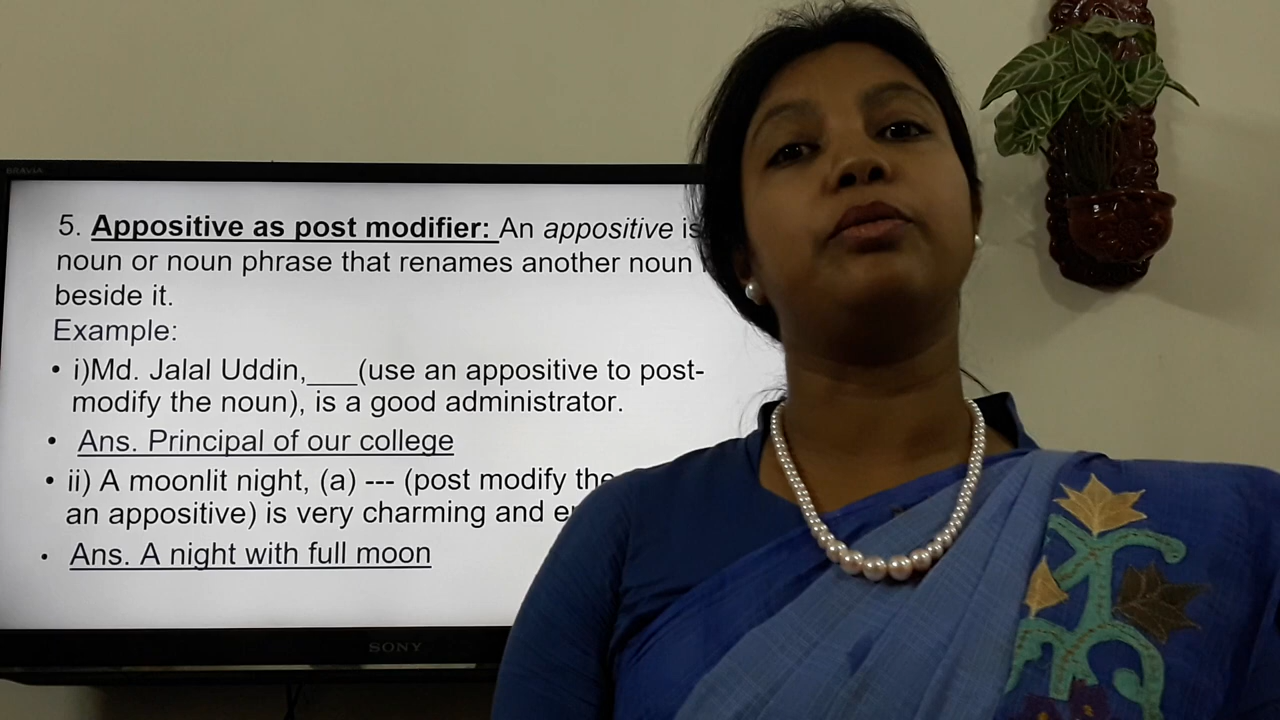 BRAVIA
5. Appositive as post modifier: An appositive is
noun or noun phrase that renames another noun
beside it.
Example:
• i)Md. Jalal Uddin,___(use an appositive to post-
modify the noun), is a good administrator.
• Ans. Principal of our college
• ii) A moonlit night, (a) --- (post modify the
an appositive) is very charming and
• Ans. A night with full moon
SONY